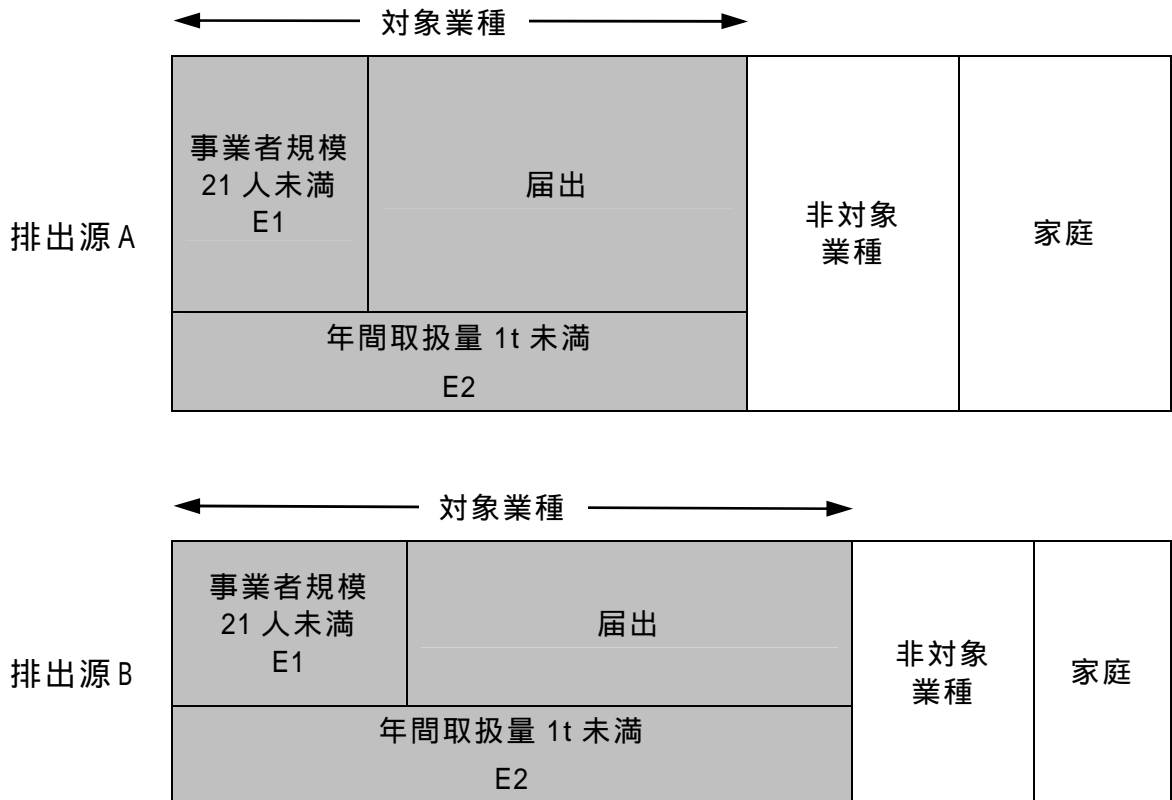 対象業種
事業者規模
21 人未満
E1
届出
排出源 A
非対象
業種
家庭
年間取扱量 1t 未満
E2
対象業種
事業者規模
21 人未満
E1
届出
排出源 B
非対象
業種
家庭
年間取扱量 1t 未満
E2